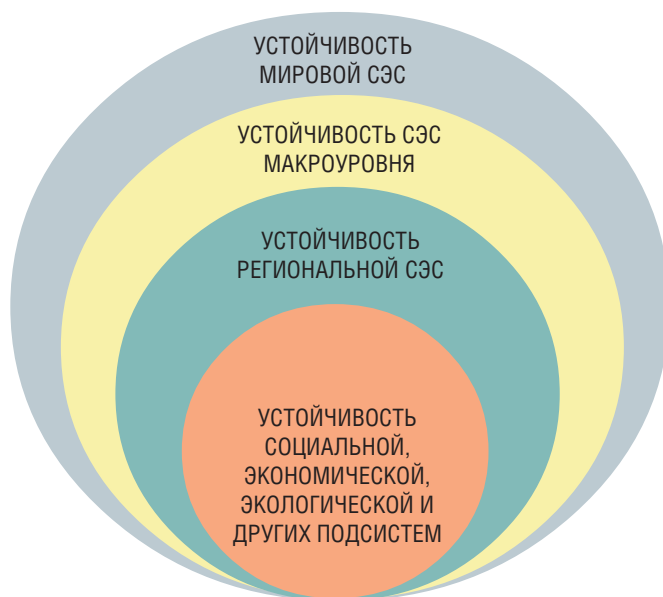 УСТОЙЧИВОСТЬ
МИРОВОЙ СЭС
УСТОЙЧИВОСТЬ СЭС
МАКРОУРОВНЯ
УСТОЙЧИВОСТЬ
РЕГИОНАЛЬНОЙ СЭС
УСТОЙЧИВОСТЬ
СОЦИАЛЬНОЙ,
ЭКОНОМИЧЕСКОЙ,
ЭКОЛОГИЧЕСКОЙ И
ДРУГИХ ПОДСИСТЕМ